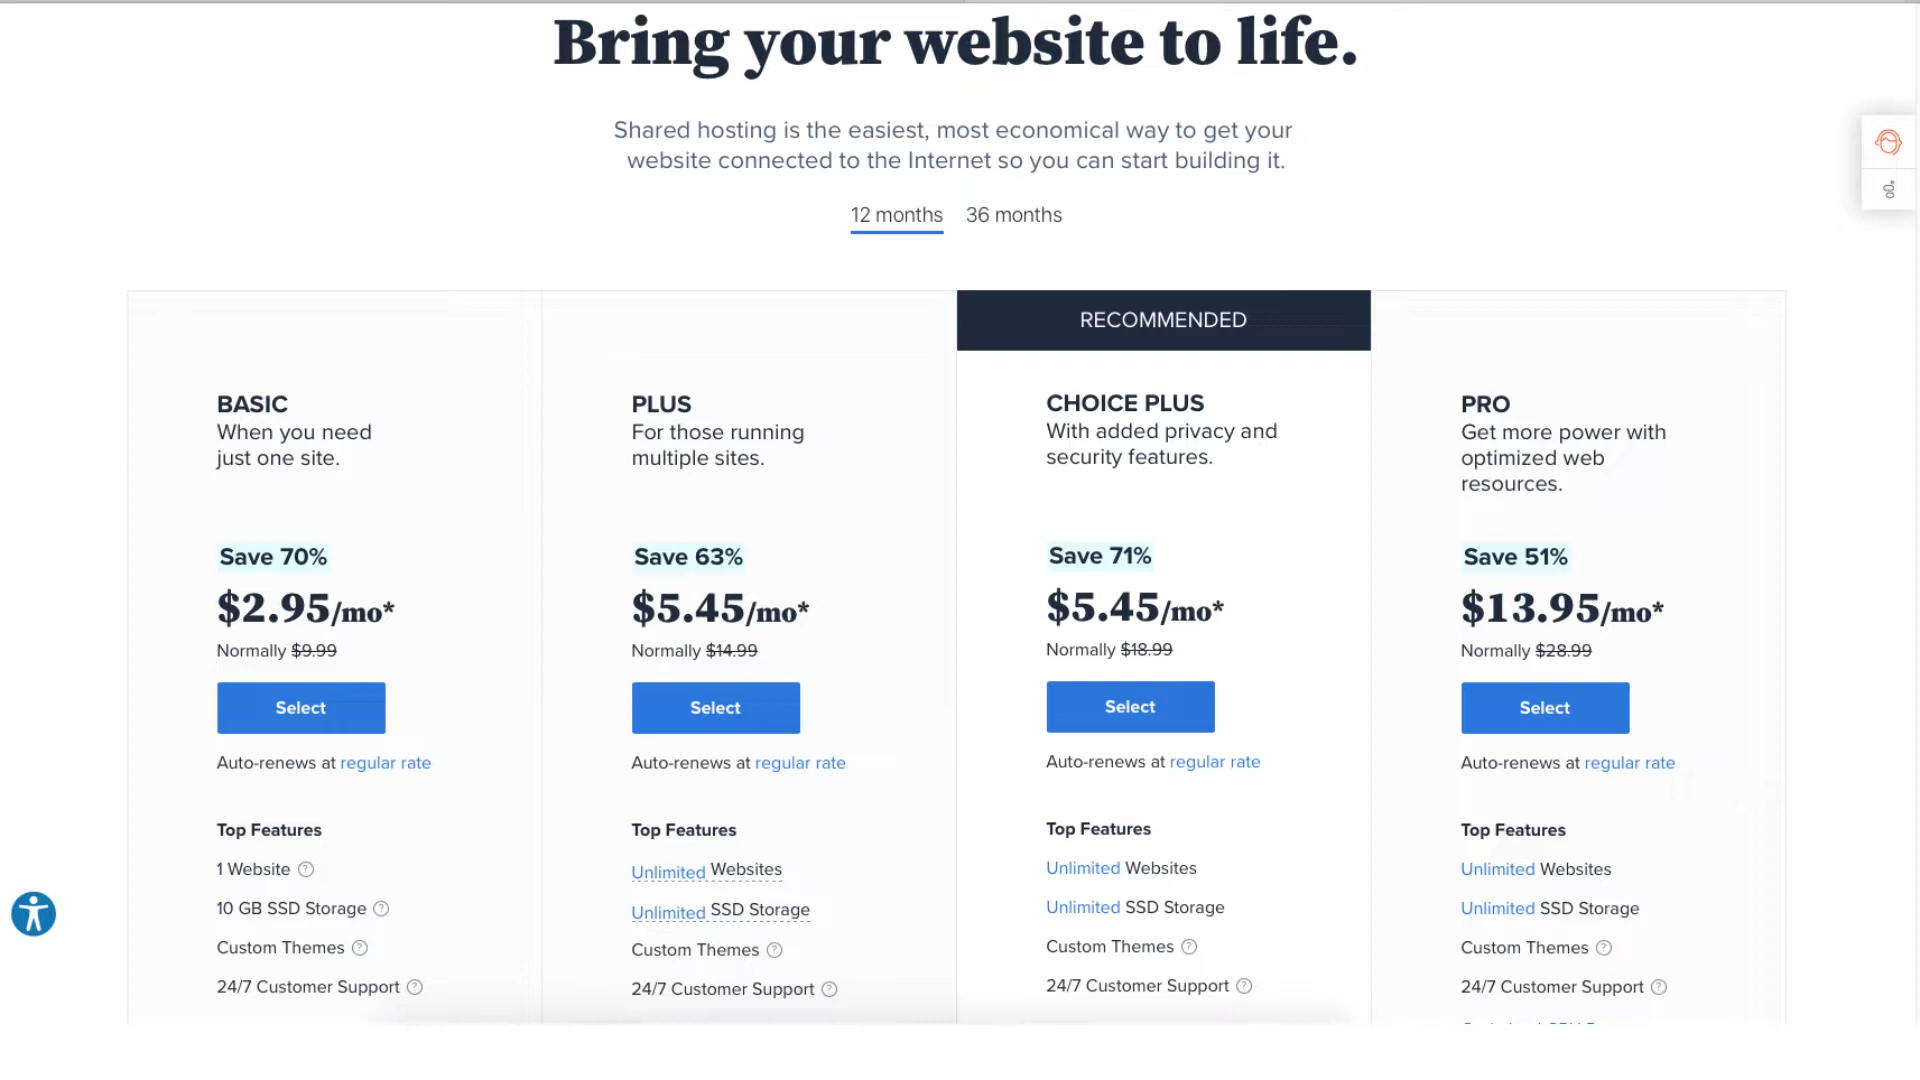 Bring your website to life.
Shared hosting is the easiest, most economical way to get your
website connected to the Internet so you can start building it.
12 months 36 months
RECOMMENDED
BASIC
When you need
just one site.
Save 70%
$2.95/mo*
Normally $9.99
Select
Auto-renews at regular rate
Top Features
1 Website
10 GB SSD Storage
Custom Themes
24/7 Customer Support
PLUS
For those running
multiple sites.
Save 63%
$5.45/mo*
Normally $14.99
Select
Auto-renews at regular rate
Top Features
Unlimited Websites
Unlimited SSD Storage
Custom Themes
24/7 Customer Support
CHOICE PLUS
With added privacy and
security features.
Save 71%
$5.45/mo*
Normally $18.99
Select
Auto-renews at regular rate
Top Features
Unlimited Websites
Unlimited SSD Storage
Custom Themes
24/7 Customer Support
PRO
Get more power with
optimized web
resources.
Save 51%
$13.95/mo*
Normally $28.99
Select
Auto-renews at regular rate
Top Features
Unlimited Websites
Unlimited SSD Storage
Custom Themes
24/7 Customer Support